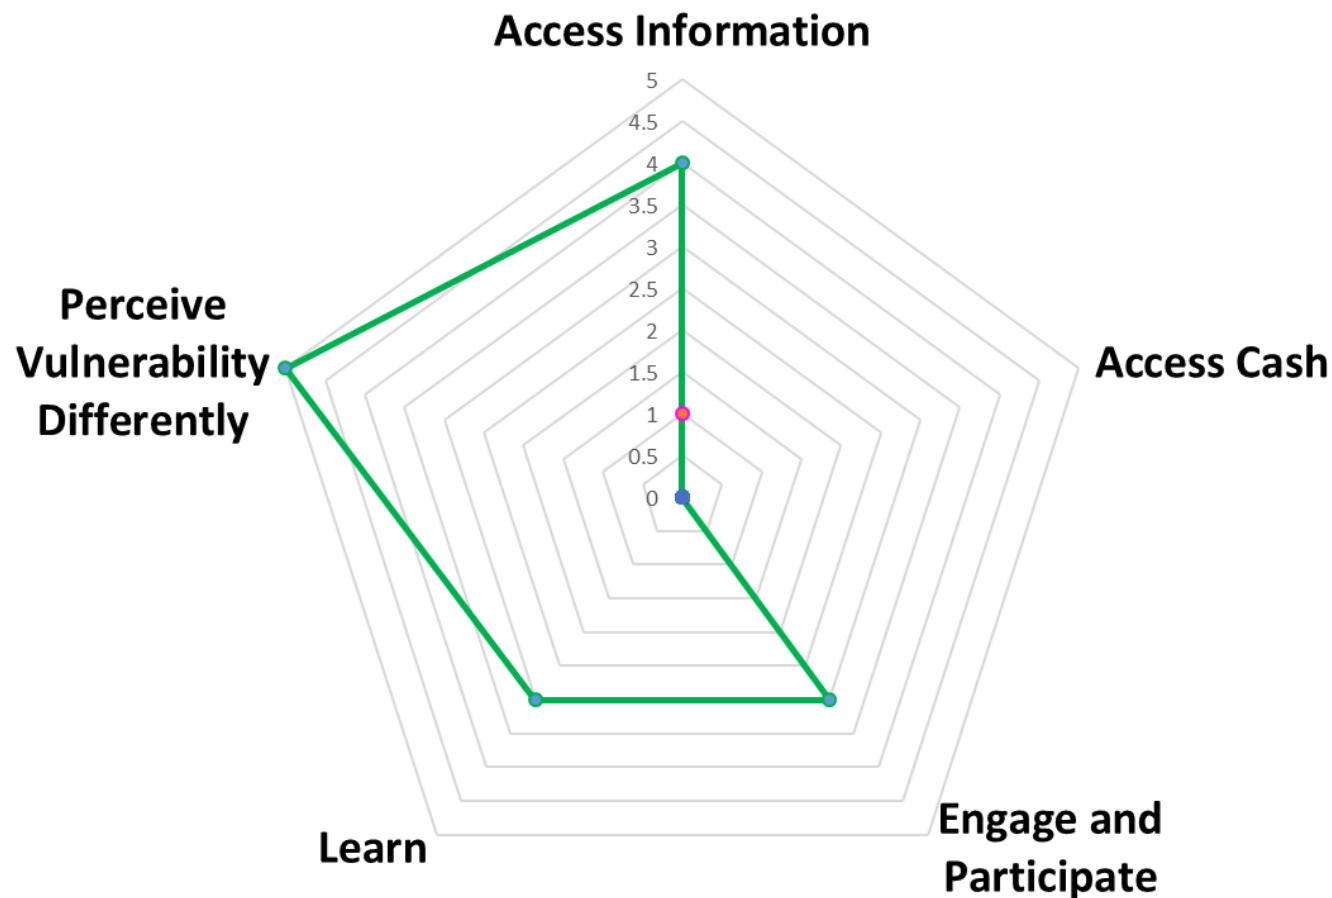 Access Information
5
4.5
4
3.5
3
2.5
2
1.5
1
0.5
0
Perceive
Vulnerability
Differently
Access Cash
Learn
Engage and
Participate